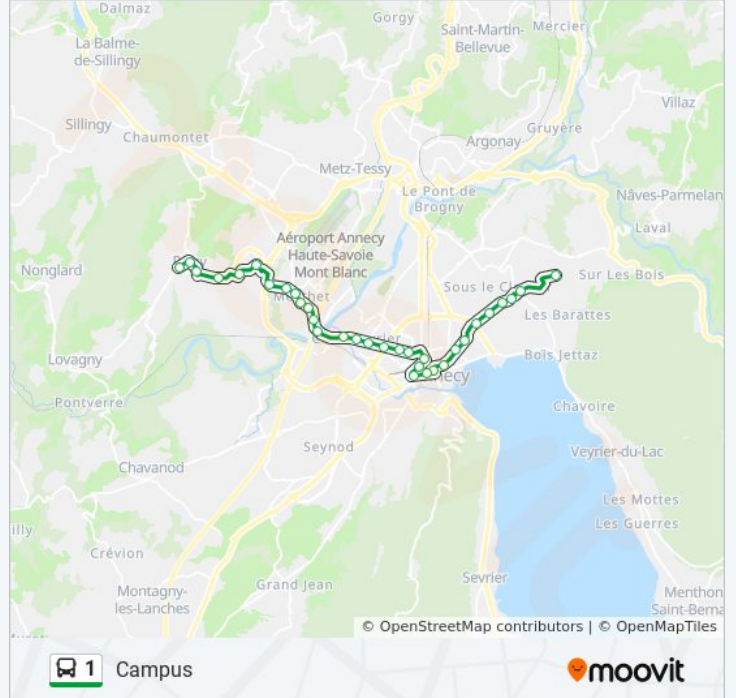 Dalmaz
Gorgy
Saint-Martin-
Bellevue
Mercier
La Balme-
de-Sillingy
Villaz
Sillingy
Chaumontet
Gruyère
Argonay
Metz-Tessy
Le Pont de
Brogny
Nâves-Parmelan
Laval
Aéroport Annecy
Haute-Savoie
Mont Blanc
Nonglard
Sur Les Bois
Sous le C
Les Barattes
Lovagny
Bois Jettaz
Pontverre
Chavoire
Seynod
Veyrier-du-Lac
Chavanod
Les Mottes
Les Guerres
Crévion
Sevrier
Grand Jean
Montagny-
les-Lanches
Menthon
Saint-Berna
© OpenStreetMap contributors | © OpenMapTiles
1 Campus
moovit